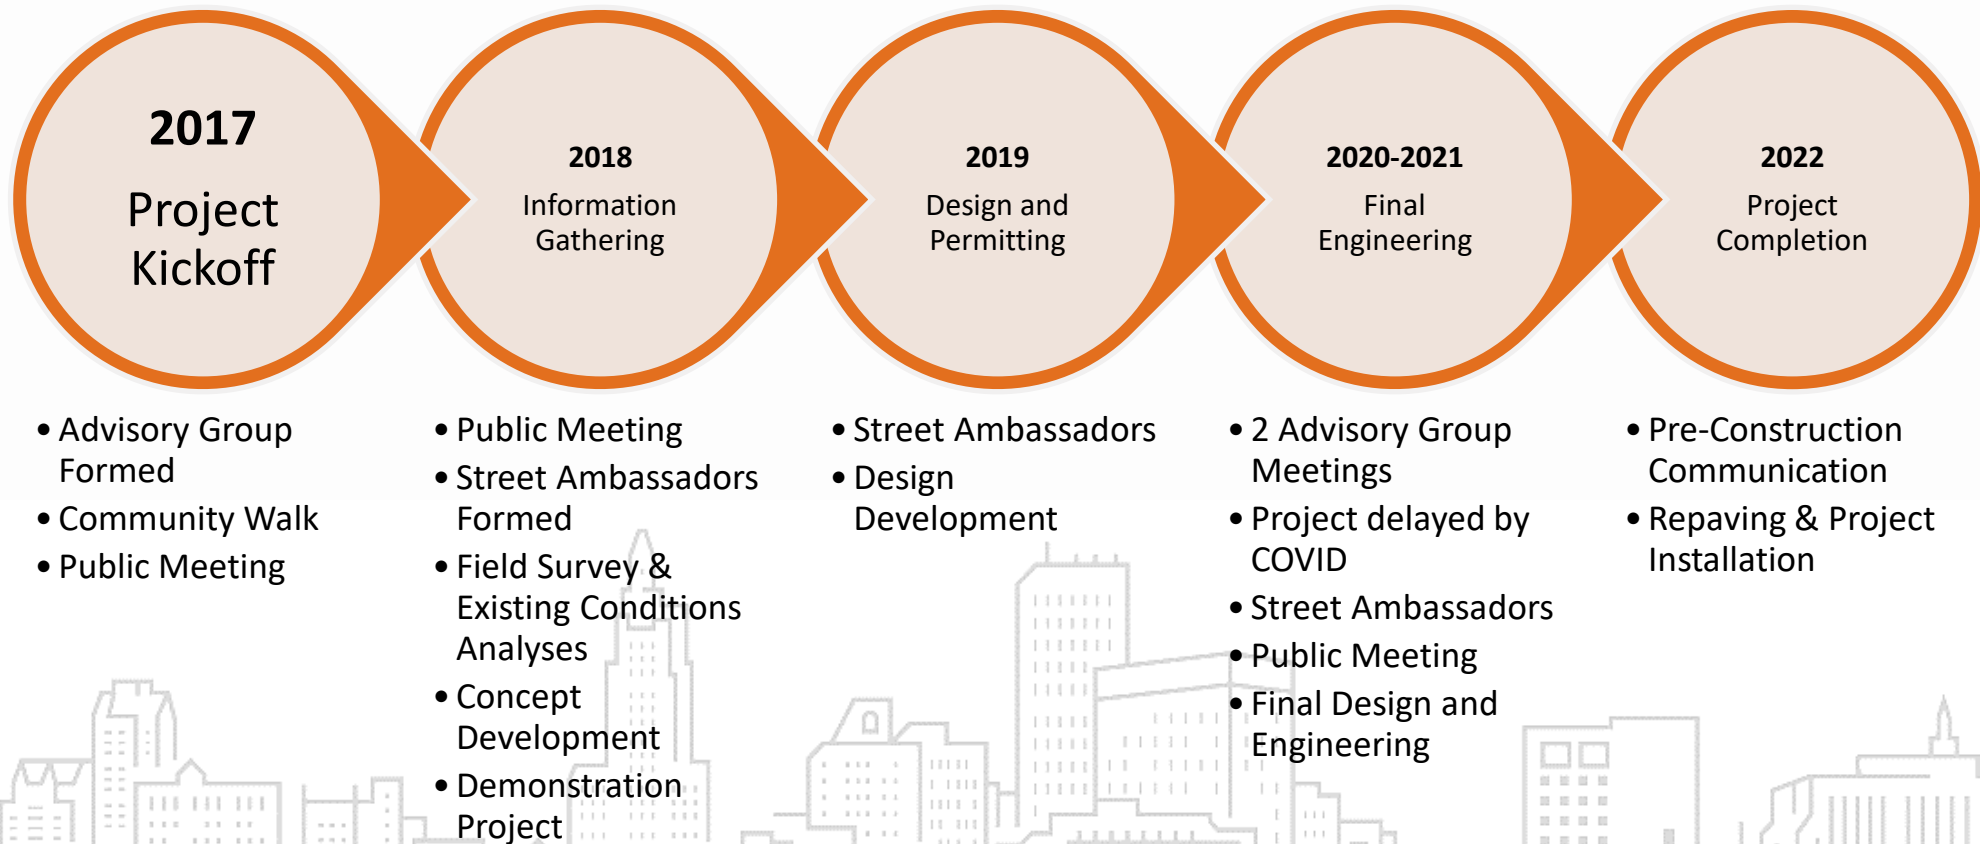 2017
Project
Kickoff
• Advisory Group
Formed
• Community Walk
• Public Meeting
2018
Information
Gathering
• Public Meeting
• Street Ambassadors
Formed
• Field Survey &
Existing Conditions
Analyses
• Concept
Development
• Demonstration
Project
2019
Design and
Permitting
• Street Ambassadors
• Design
Development
2020-2021
Final
Engineering
• 2 Advisory Group
Meetings
• Project delayed by
COVID
• Street Ambassadors
• Public Meeting
• Final Design and
Engineering
2022
Project
Completion
• Pre-Construction
Communication
• Repaving & Project
Installation